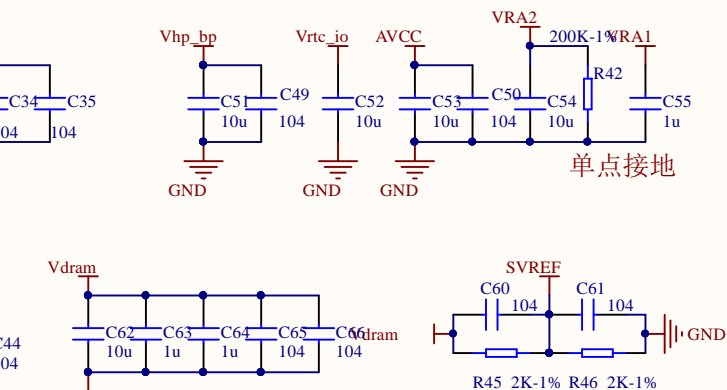 Vhp_bp
Vrtc_io
AVCC
VRA2
200K-1%
VRA1
R42
C34
04
C35
104
C51
10u
C49
104
C52
10u
C53
10u
C50
104
C54
10u
C55
1u
单点接地
GND
GND
GND
Vdram
SVREF
C60
104
C61
104
C44
04
C62
10u
C63
1u
C64
1u
C65
104
C66
104
Vdram
GND
R45 2K-1%
R46 2K-1%